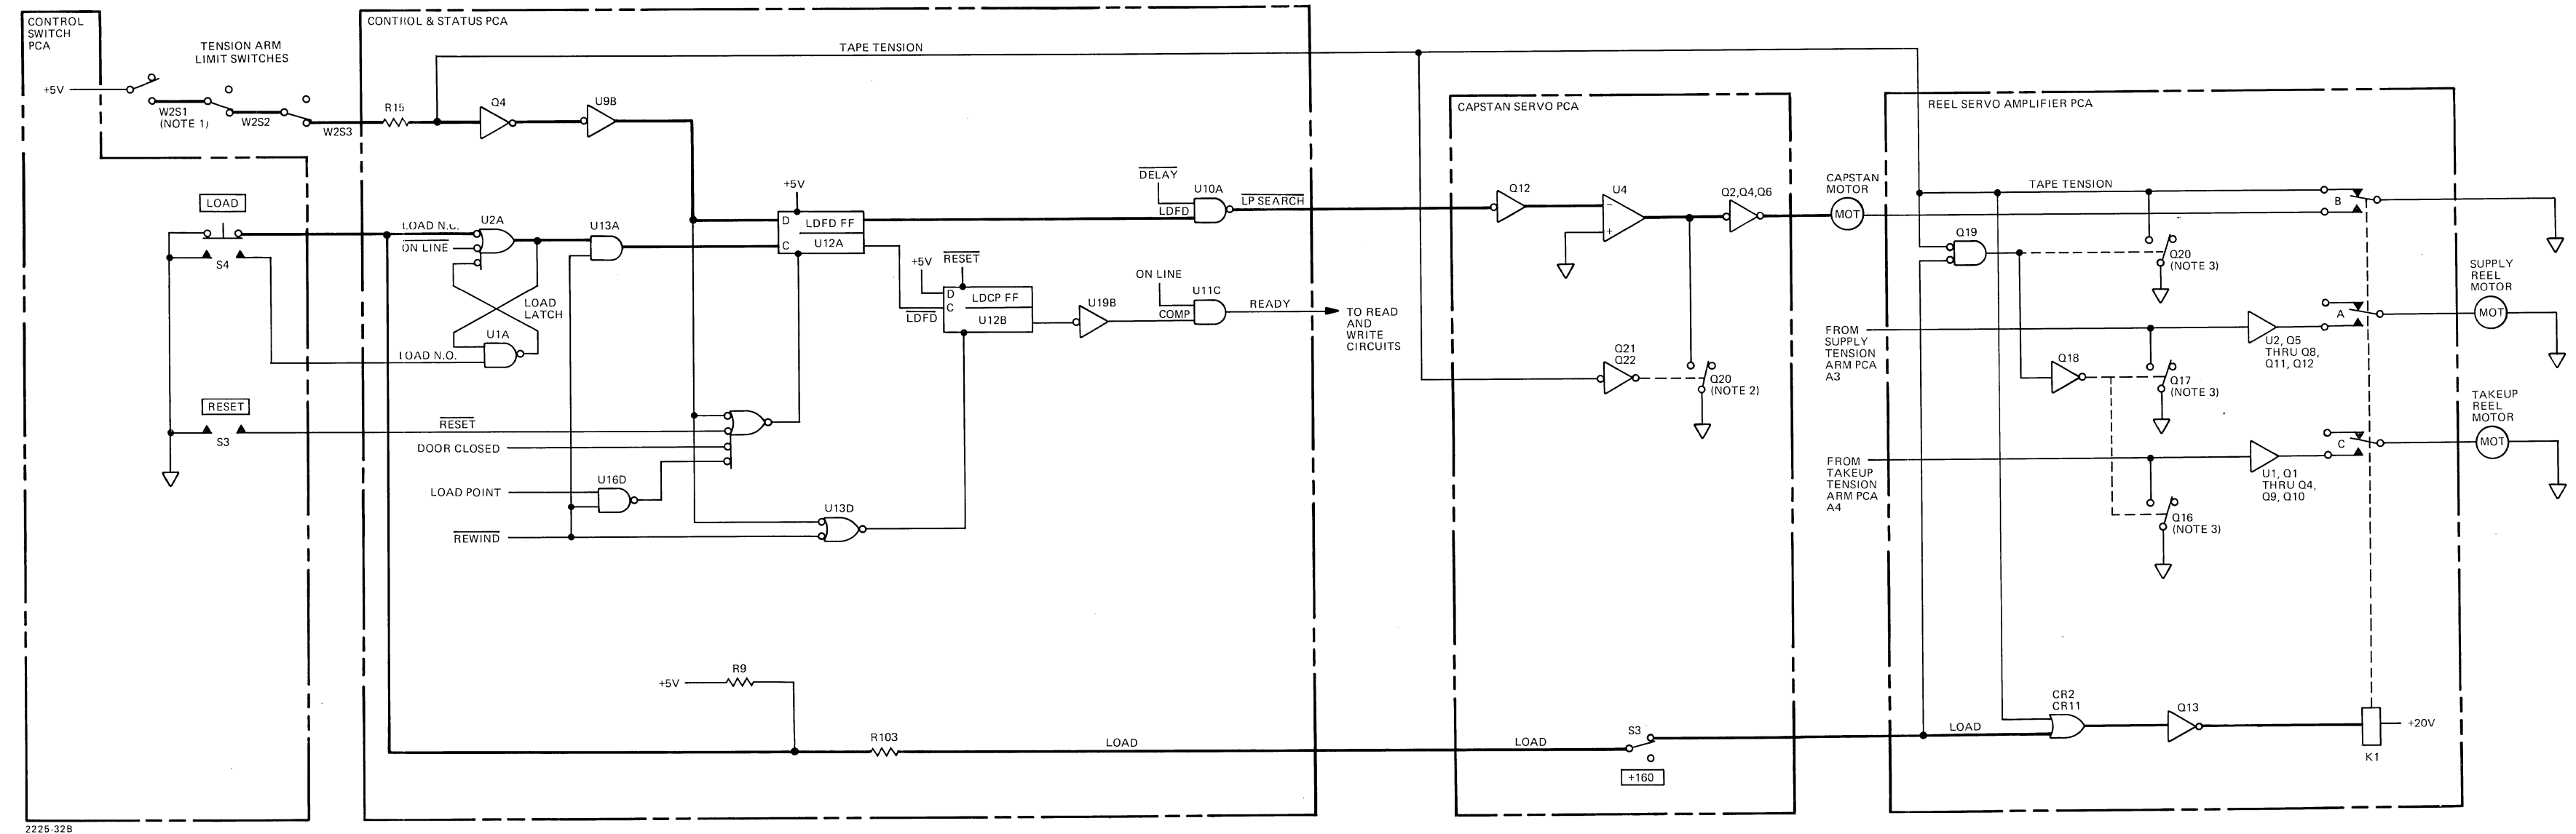 CONTROL
SWITCH
PCA
TENSION ARM
LIMIT SWITCHES
+5V
W2S1
(NOTE 1)
W2S2
W2S3
LOAD
S4
RESET
S3
CONTROL & STATUS PCA
TAPE TENSION
R15
Q4
U9B
LOAD N.C.
ON LINE
U2A
U13A
LOAD
LATCH
U1A
LOAD N.O.
+5V
D
LDFD FF
C
U12A
+5V
RESET
D
LDCP FF
C
U12B
LDFD
U19B
DELAY
U10A
LDFD
LP SEARCH
ON LINE
U11C
COMP
READY
TO READ
AND
WRITE
CIRCUITS
RESET
DOOR CLOSED
LOAD POINT
U16D
REWIND
U13D
+5V
R9
R103
LOAD
CAPSTAN SERVO PCA
Q12
U4
−
+
Q2,Q4,Q6
Q21
Q22
Q20
(NOTE 2)
LOAD
S3
+160
CAPSTAN
MOTOR
MOT
REEL SERVO AMPLIFIER PCA
TAPE TENSION
B
Q19
Q20
(NOTE 3)
FROM
SUPPLY
TENSION
ARM PCA
A3
U2, Q5
THRU Q8,
Q11, Q12
A
Q18
Q17
(NOTE 3)
FROM
TAKEUP
TENSION
ARM PCA
A4
U1, Q1
THRU Q4,
Q9, Q10
C
Q16
(NOTE 3)
LOAD
CR2
CR11
Q13
K1
+20V
SUPPLY
REEL
MOTOR
MOT
TAKEUP
REEL
MOTOR
MOT
2225-32B